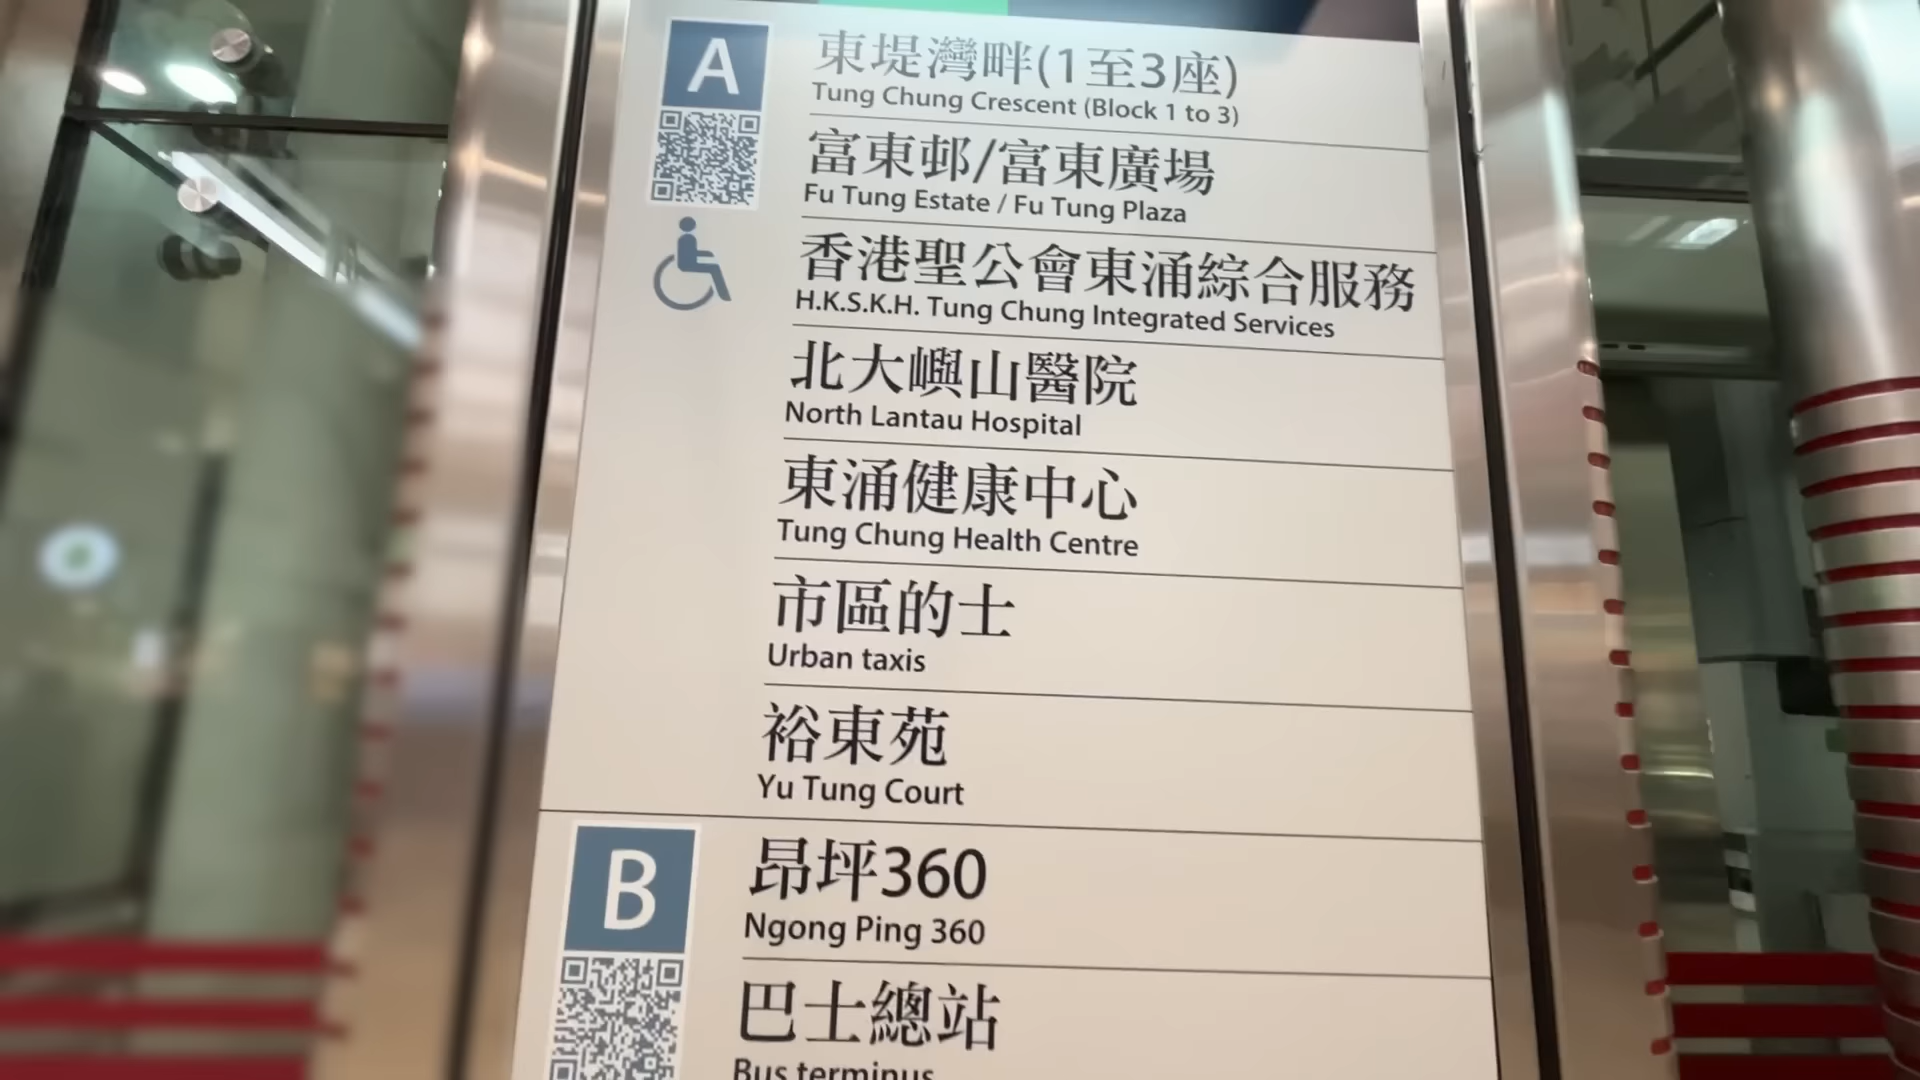 A
東堤灣畔(1至3座)
Tung Chung Crescent (Block 1 to 3)
富東邨/富東廣場
Fu Tung Estate / Fu Tung Plaza
香港聖公會東涌綜合服務
H.K.S.K.H. Tung Chung Integrated Services
北大嶼山醫院
North Lantau Hospital
東涌健康中心
Tung Chung Health Centre
市區的士
Urban taxis
裕東苑
Yu Tung Court
B
昂坪360
Ngong Ping 360
巴士總站
Bus terminus